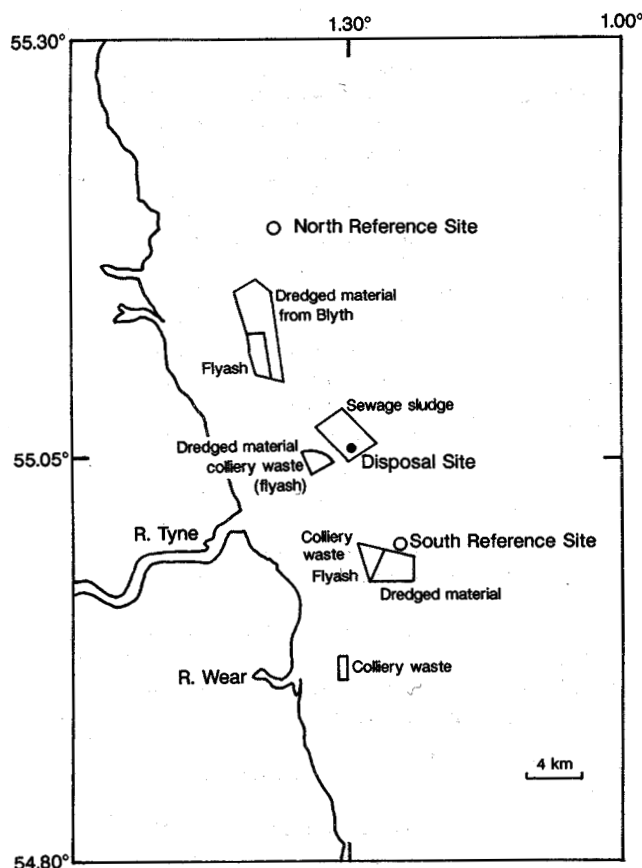 1.30°
1.00°
55.30°
North Reference Site
Dredged material
from Blyth
Flyash
Sewage sludge
Dredged material
colliery waste
(flyash)
55.05°
Disposal Site
R. Tyne
Colliery
waste
South Reference Site
Flyash
Dredged material
R. Wear
Colliery waste
4 km
54.80°